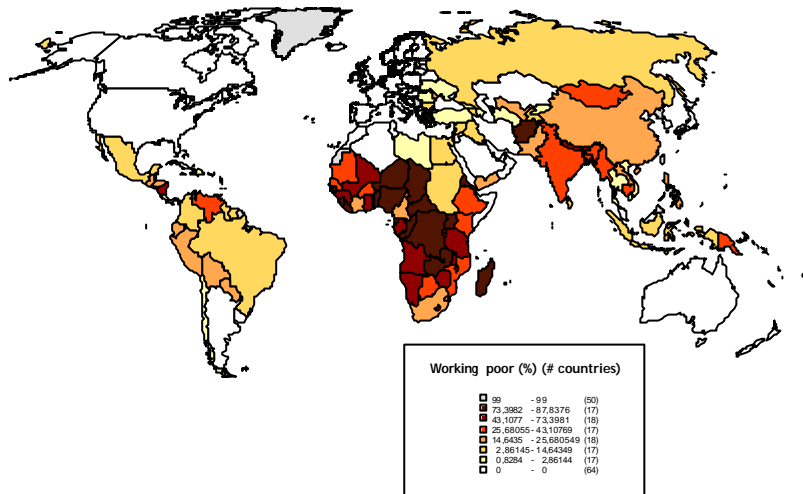 Working poor (%) (# countries)
99 - 99 (50)
73,3982 - 87,8376 (17)
43,1077 - 73,3981 (18)
25,68055 - 43,10769 (17)
14,6435 - 25,680549 (18)
2,86145 - 14,64349 (17)
0,8284 - 2,86144 (17)
0 - 0 (64)